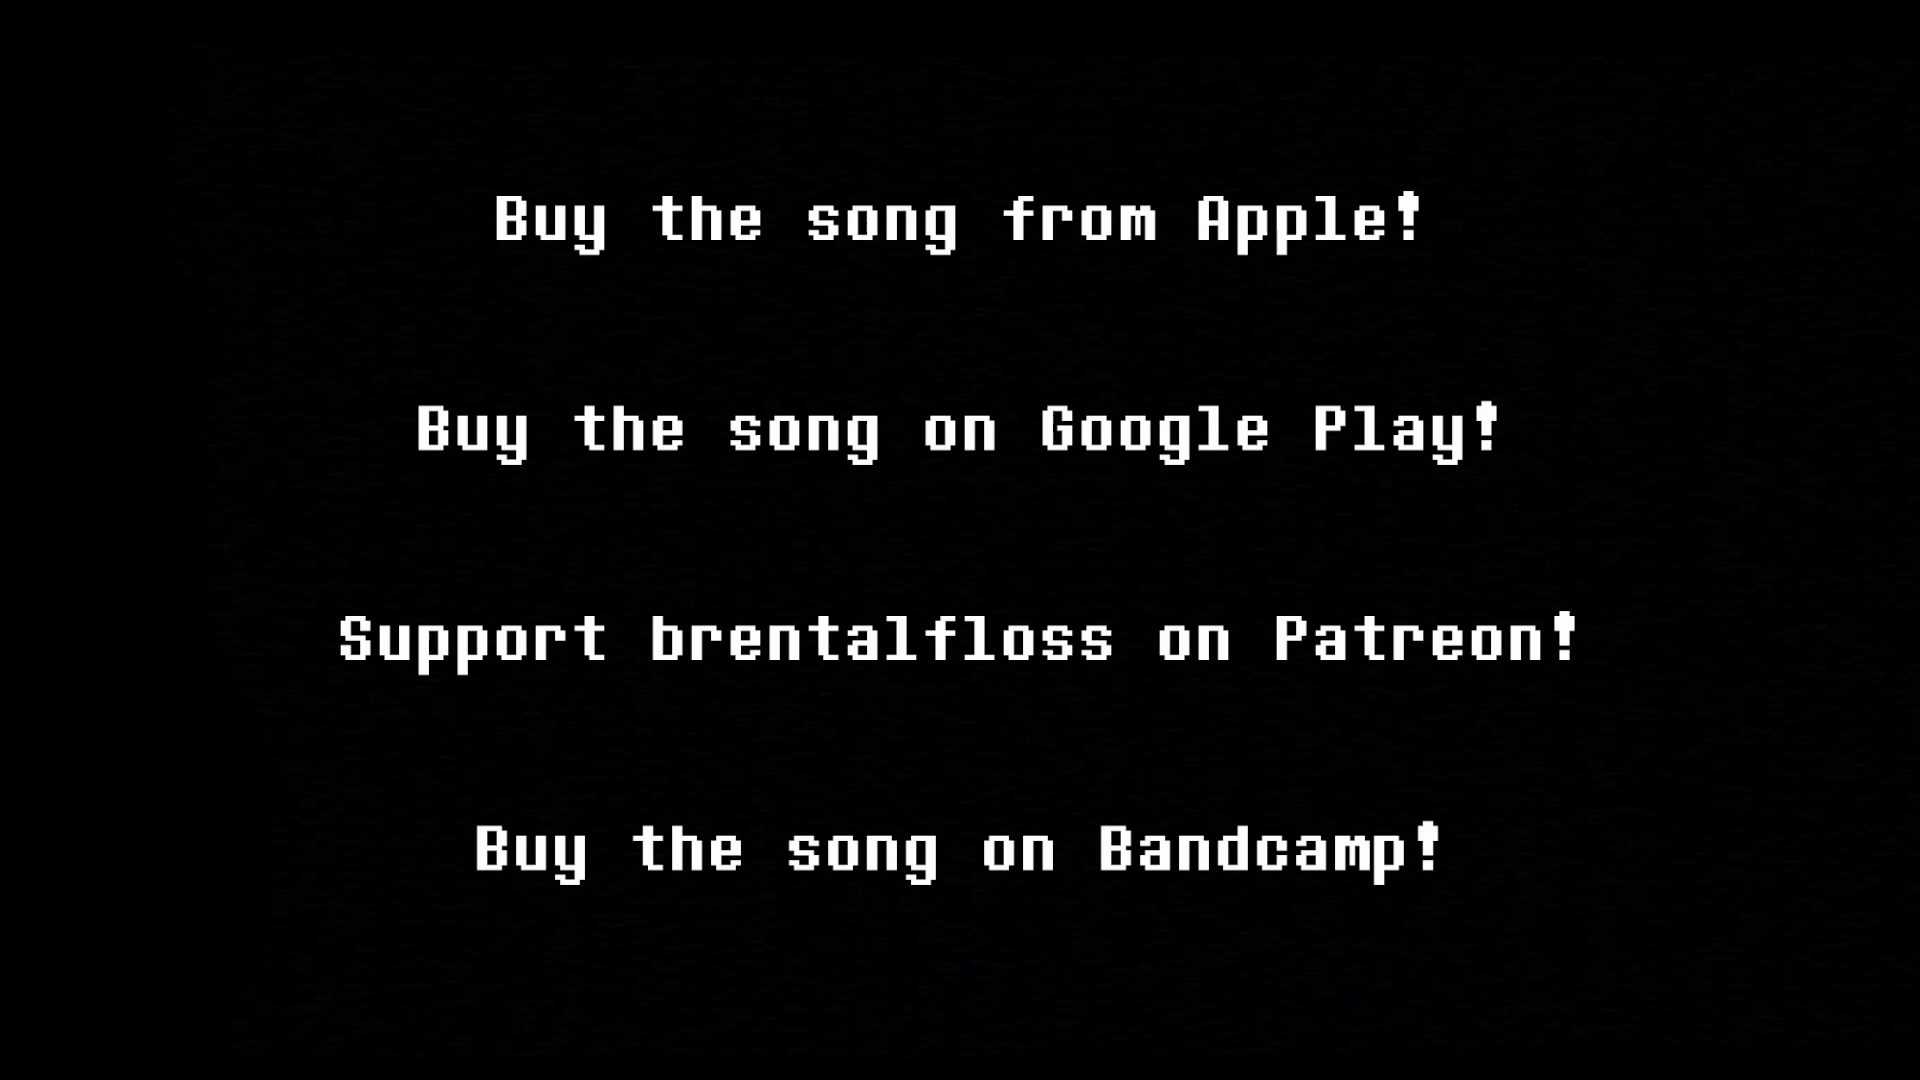 Buy the song from Apple!
Buy the song on Google Play!
Support brentalfloss on Patreon!
Buy the song on Bandcamp!